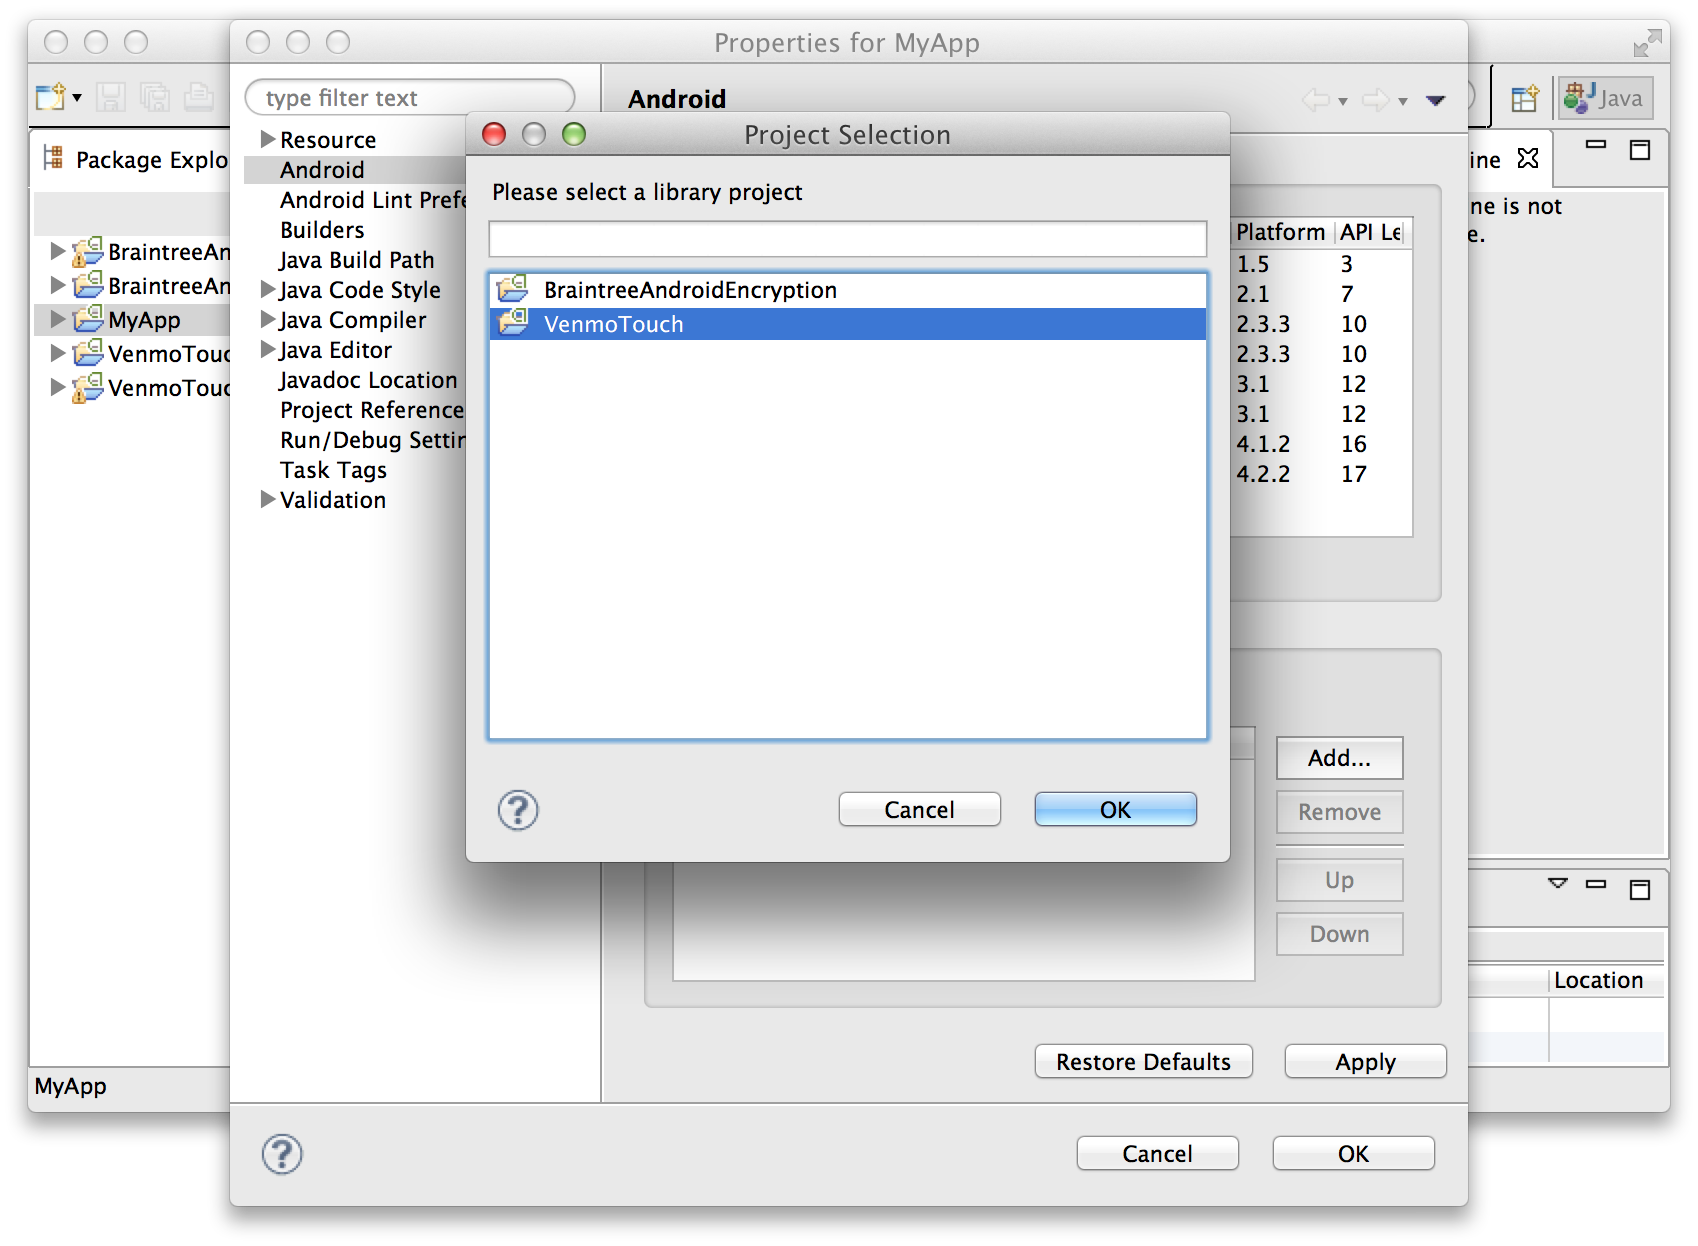 Properties for MyApp
type filter text
Android
Java
Project Selection
Package Explo
Resource
Android
Android Lint Prefe
Builders
Java Build Path
Java Code Style
Java Compiler
Java Editor
Javadoc Location
Project Reference
Run/Debug Settin
Task Tags
Validation
BraintreeAn
BraintreeAn
MyApp
VenmoTouc
VenmoTouc
Please select a library project
BraintreeAndroidEncryption
VenmoTouch
Cancel
OK
Platform API Le
1.5 3
2.1 7
2.3.3 10
2.3.3 10
3.1 12
3.1 12
4.1.2 16
4.2.2 17
ine
ne is not
e.
Add...
Remove
Up
Down
Location
Restore Defaults
Apply
MyApp
Cancel
OK